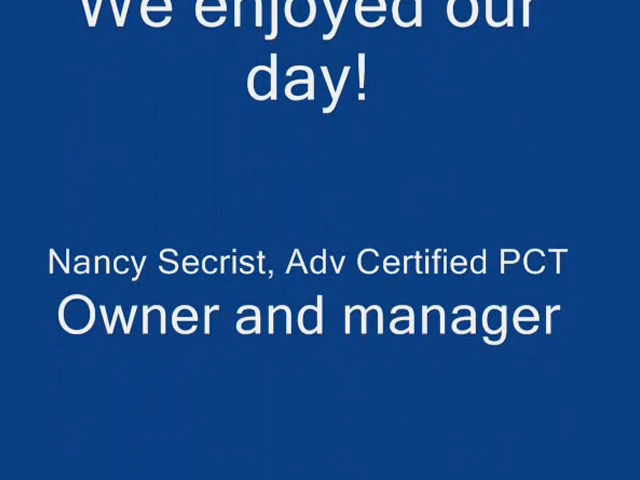 We enjoyed our
day!
Nancy Secrist, Adv Certified PCT
Owner and manager